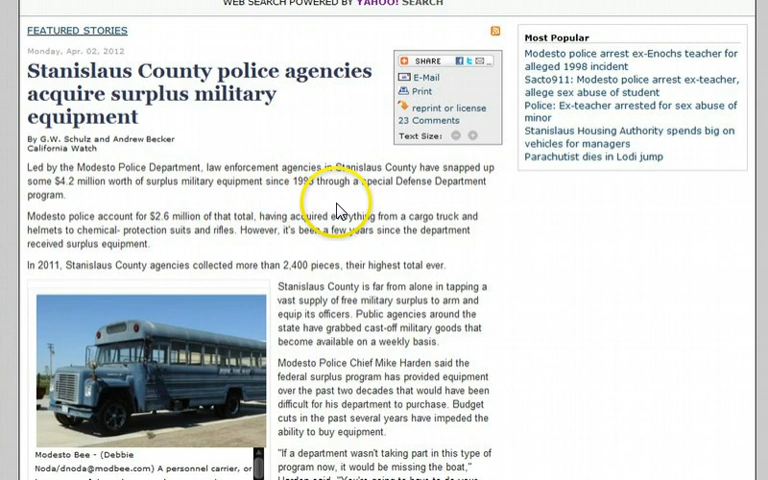 WEB SEARCH POWERED BY YAHOO! SEARCH
FEATURED STORIES
Monday, Apr. 02, 2012
Stanislaus County police agencies
acquire surplus military
equipment
By G.W. Schulz and Andrew Becker
California Watch
SHARE
E-Mail
Print
reprint or license
23 Comments
Text Size:
Led by the Modesto Police Department, law enforcement agencies in Stanislaus County have snapped up
some $4.2 million worth of surplus military equipment since through a special Defense Department
program.
Modesto police account for $2.6 million of that total, having acquired everything from a cargo truck and
helmets to chemical- protection suits and rifles. However, it's been a few years since the department
received surplus equipment.
In 2011, Stanislaus County agencies collected more than 2,400 pieces, their highest total ever.
Stanislaus County is far from alone in tapping a
vast supply of free military surplus to arm and
equip its officers. Public agencies around the
state have grabbed cast-off military goods that
become available on a weekly basis.
Modesto Police Chief Mike Harden said the
federal surplus program has provided equipment
over the past two decades that would have been
difficult for his department to purchase. Budget
cuts in the past several years have impeded the
ability to buy equipment.
"If a department wasn't taking part in this type of
program now, it would be missing the boat,"
Harden said. "You're going to have to do your
Modesto Bee - (Debbie
Noda/dnoda@modbee.com) A personnel carrier, or
Most Popular
Modesto police arrest ex-Enochs teacher for
alleged 1998 incident
Sacto911: Modesto police arrest ex-teacher,
allege sex abuse of student
Police: Ex-teacher arrested for sex abuse of
minor
Stanislaus Housing Authority spends big on
vehicles for managers
Parachutist dies in Lodi jump